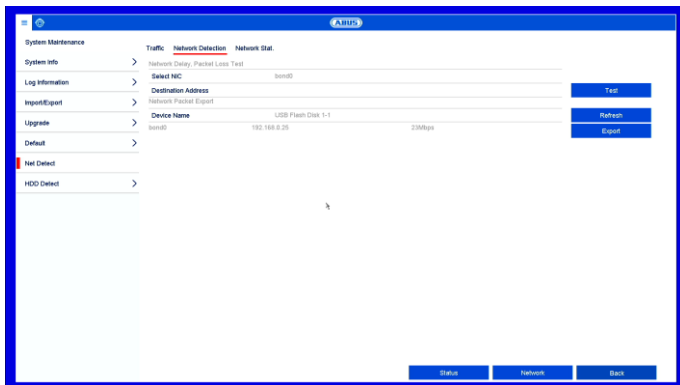 ABUS
System Maintenance
System Info
Log Information
Import/Export
Upgrade
Default
Net Detect
HDD Detect
Traffic Network Detection Network Stat.
Network Delay, Packet Loss Test
Select NIC bond0
Destination Address Test
Network Packet Export
Device Name USB Flash Disk 1-1 Refresh
bond0 192.168.0.25 23Mbps Export
Status Network Back